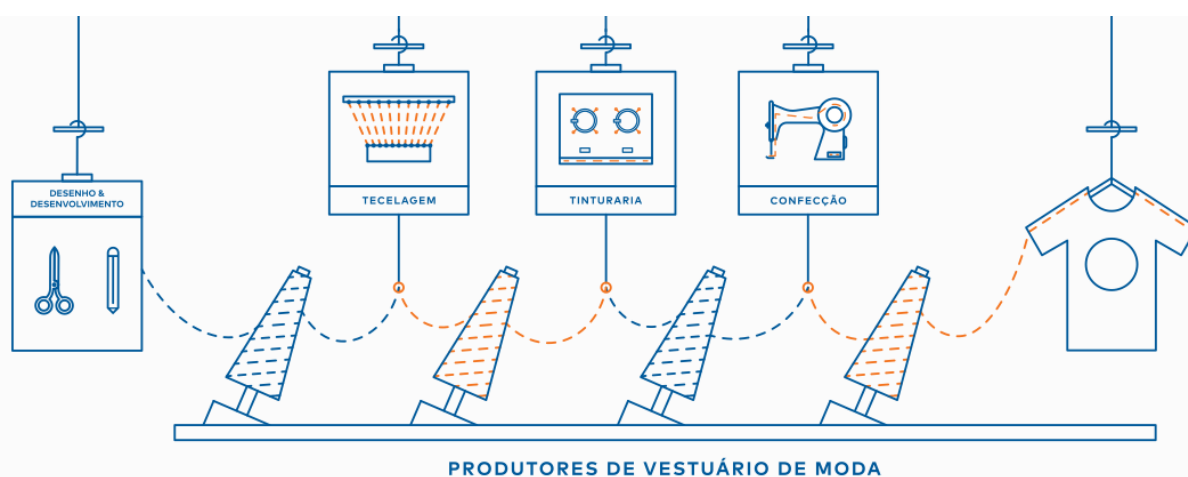 DESENHO &
DESENVOLVIMENTO
TECELAGEM
TINTURARIA
CONFECÇÃO
PRODUTORES DE VESTUÁRIO DE MODA